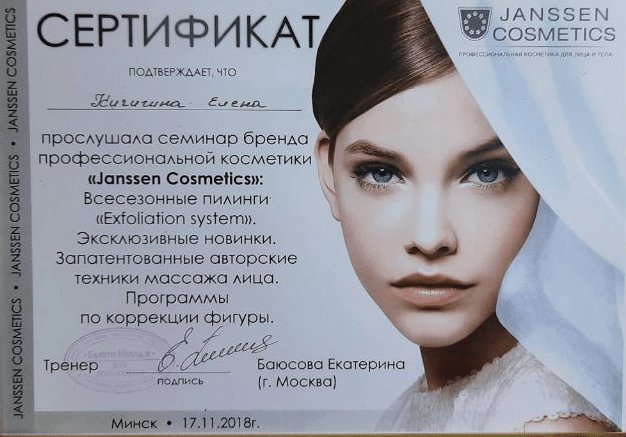 СЕРТИФИКАТ
JANSSEN
COSMETICS
ПРОФЕССИОНАЛЬНАЯ КОСМЕТИКА ДЛЯ ЛИЦА И ТЕЛА
ПОДТВЕРЖДАЕТ, ЧТО
Кичигина Елена
прослушала семинар бренда
профессиональной косметики
«Janssen Cosmetics»:
Всесезонные пилинги
«Exfoliation system».
Эксклюзивные новинки.
Запатентованные авторские
техники массажа лица.
Программы
по коррекции фигуры.
«Бьюти Имидж»
Тренер
подпись
Баюсова Екатерина
(г. Москва)
Минск • 17.11.2018г.
JANSSEN COSMETICS • JANSSEN COSMETICS • JANSSEN COSMETICS